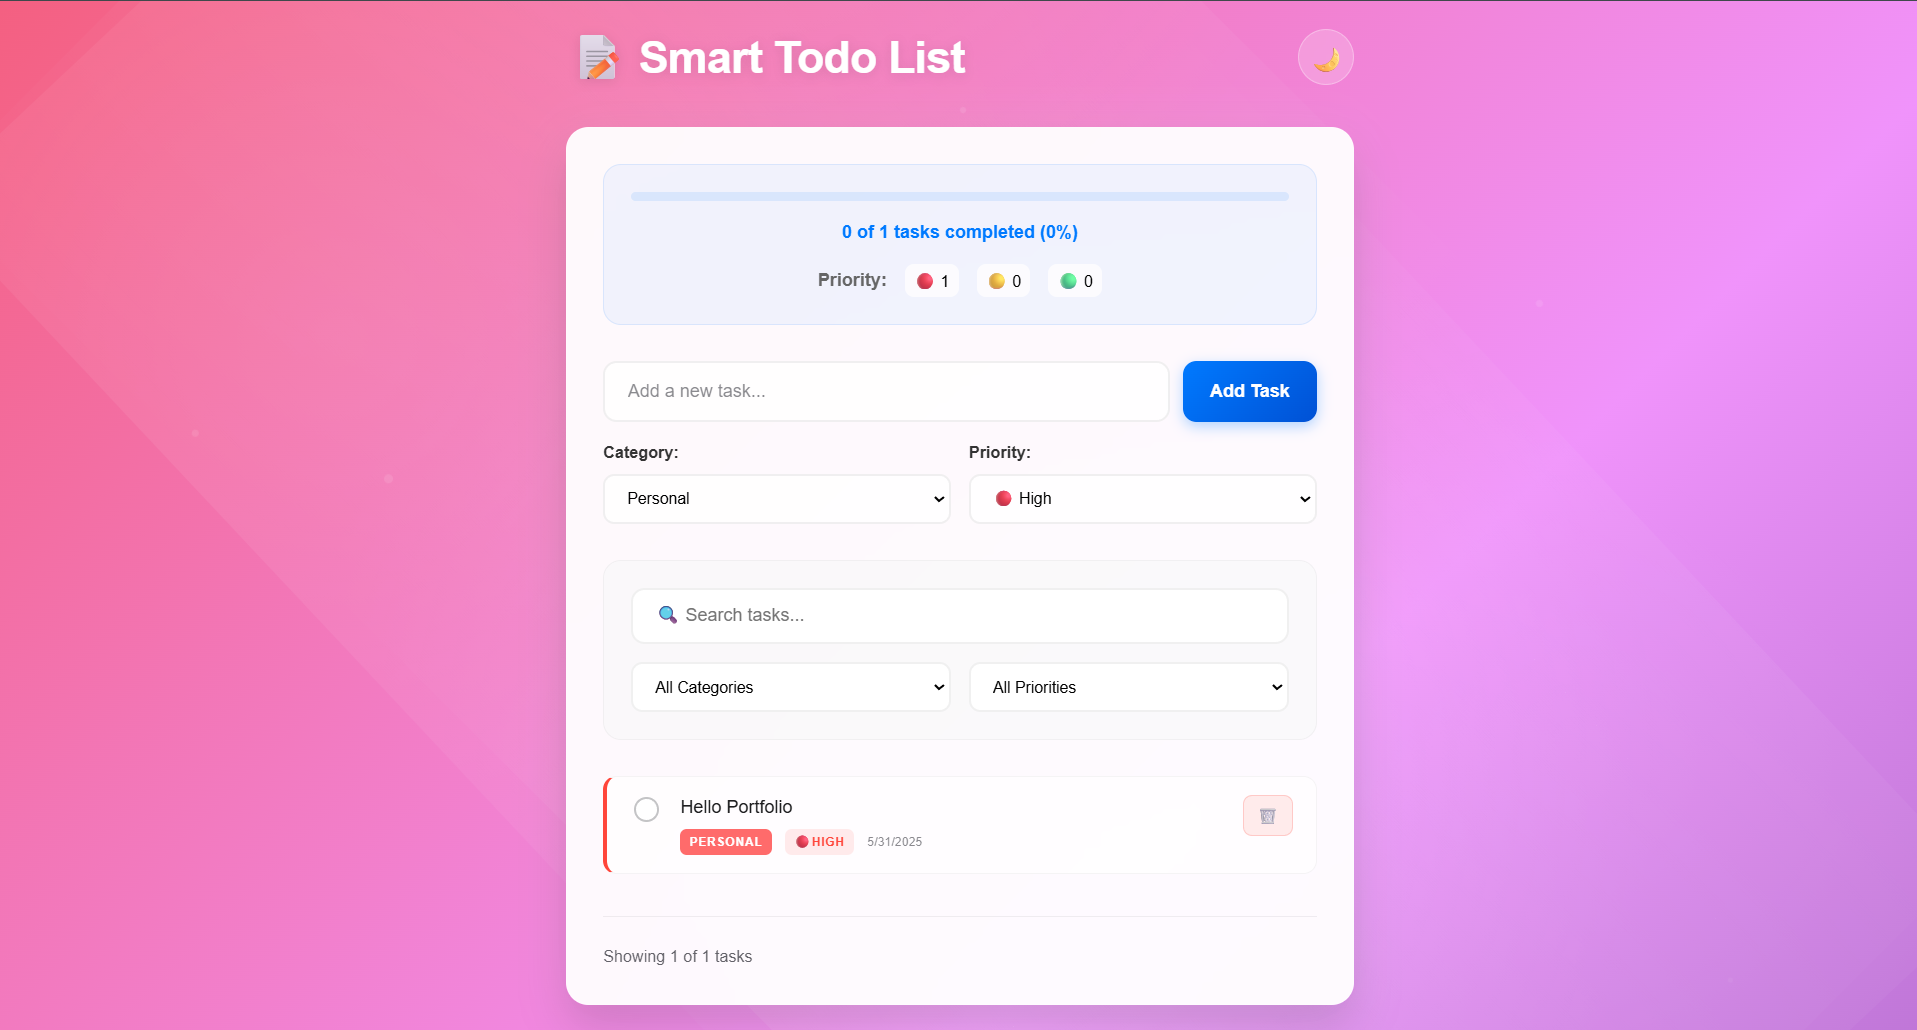 Smart Todo List
0 of 1 tasks completed (0%)
Priority: 1 0 0
Add a new task...
Add Task
Category:
Priority:
Personal
High
Search tasks...
All Categories
All Priorities
Hello Portfolio
PERSONAL HIGH 5/31/2025
Showing 1 of 1 tasks